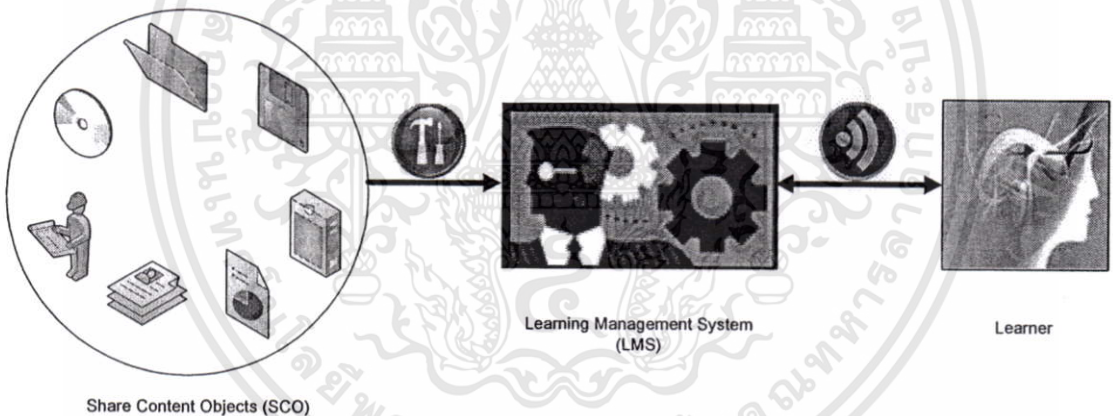 Learning Management System
(LMS)
Learner
Share Content Objects (SCO)